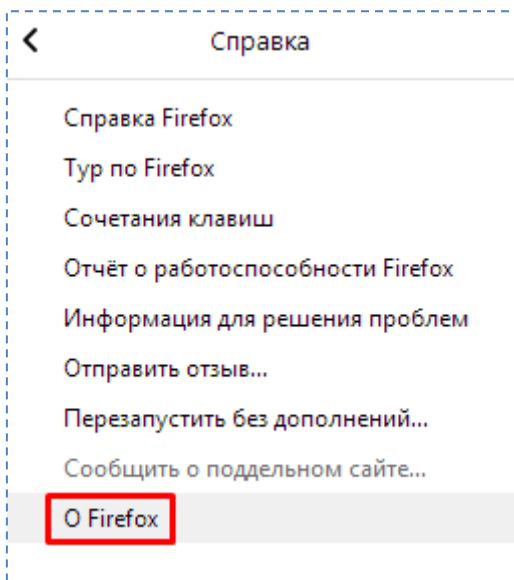 Справка
Справка Firefox
Тур по Firefox
Сочетания клавиш
Отчёт о работоспособности Firefox
Информация для решения проблем
Отправить отзыв...
Перезапустить без дополнений...
Сообщить о поддельном сайте...
О Firefox